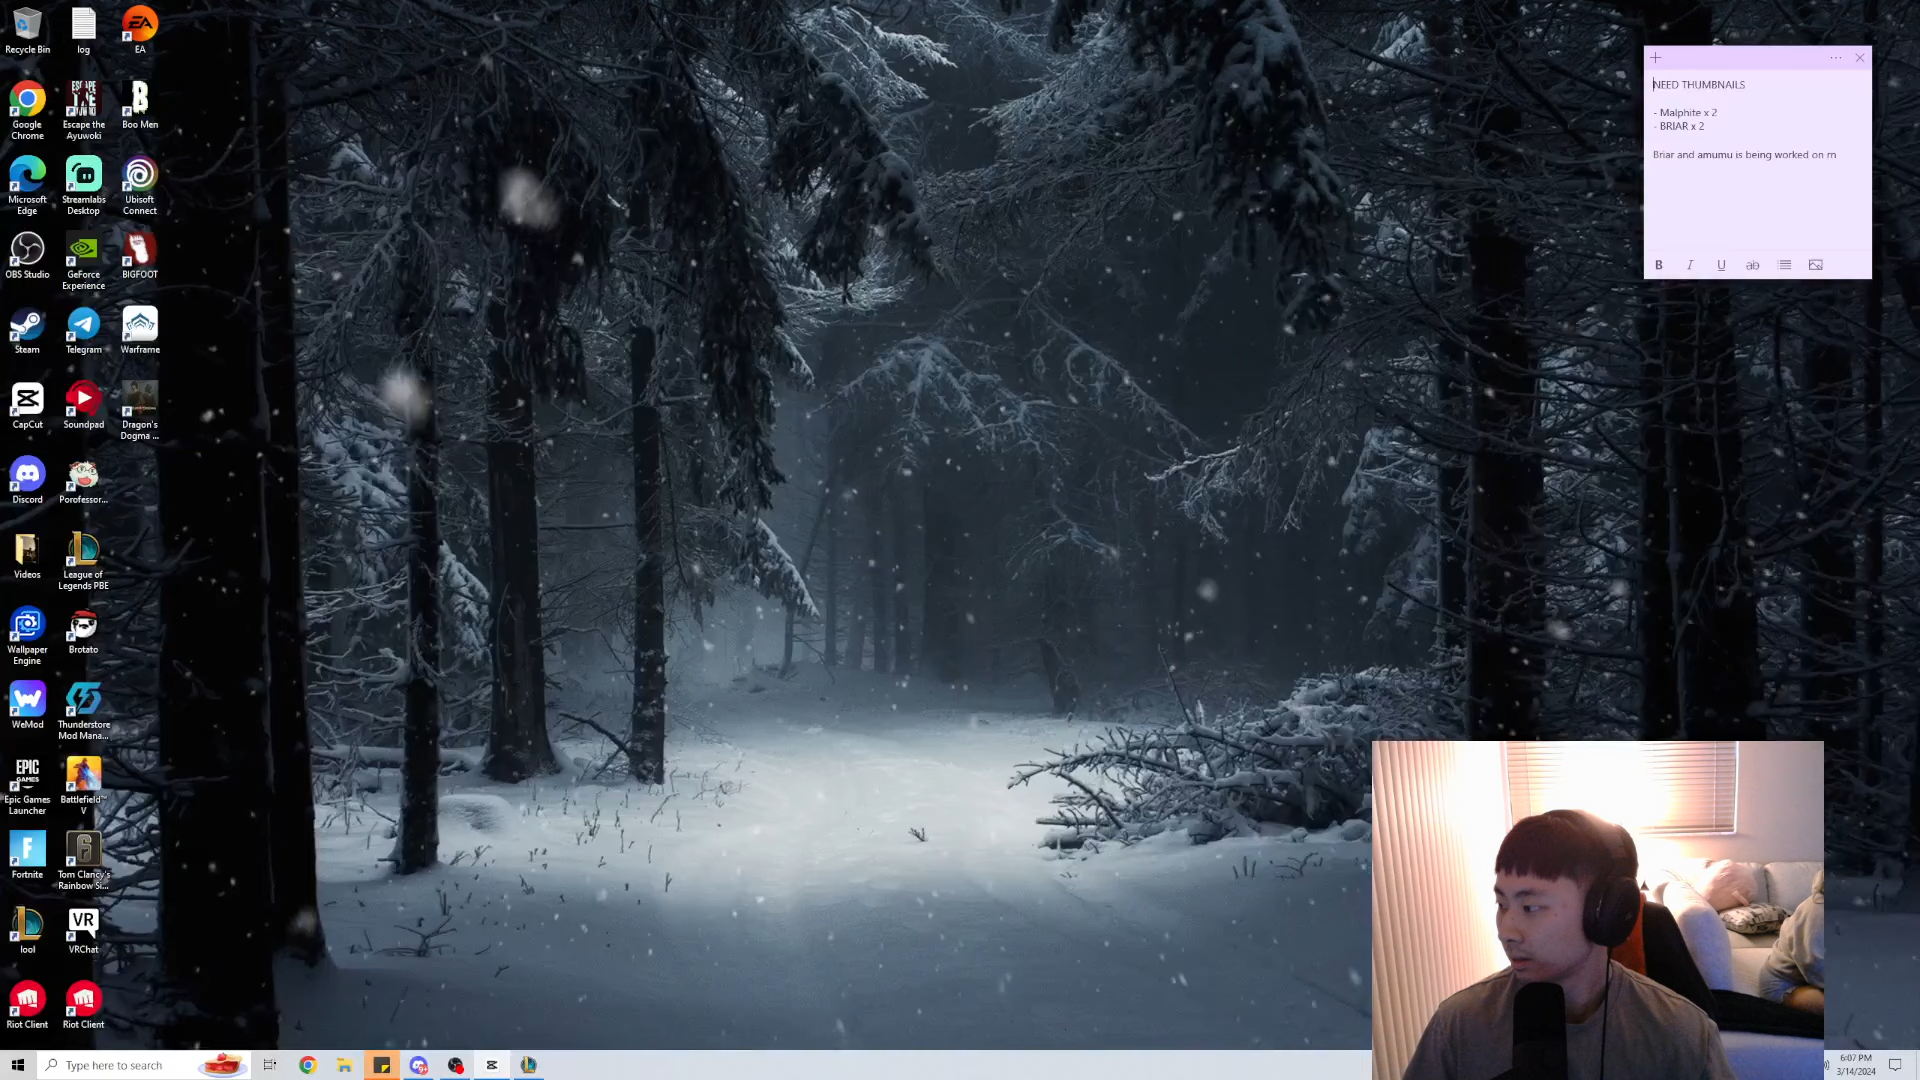 Recycle Bin
log
EA
Google Chrome
Escape the Ayuwoki
Boo Men
Microsoft Edge
Streamlabs Desktop
Ubisoft Connect
OBS Studio
GeForce Experience
BIGFOOT
Steam
Telegram
Warframe
CapCut
Soundpad
Dragon's Dogma ...
Discord
Porofessor...
Videos
League of Legends PBE
Wallpaper Engine
Brotato
WeMod
Thunderstore Mod Mana...
Epic Games Launcher
Battlefield™ V
Fortnite
Tom Clancy's Rainbow Si...
lool
VRChat
Riot Client
Riot Client
NEED THUMBNAILS
- Malphite x 2
- BRIAR x 2
Briar and amumu is being worked on rn
B I U ab
Type here to search
6:07 PM
3/14/2024